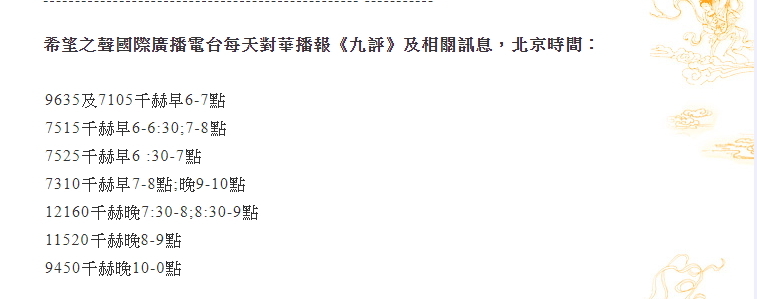 希望之聲國際廣播電台每天對華播報《九評》及相關訊息，北京時間：
9635及7105千赫早6-7點
7515千赫早6-6:30;7-8點
7525千赫早6 :30-7點
7310千赫早7-8點;晚9-10點
12160千赫晚7:30-8;8:30-9點
11520千赫晚8-9點
9450千赫晚10-0點